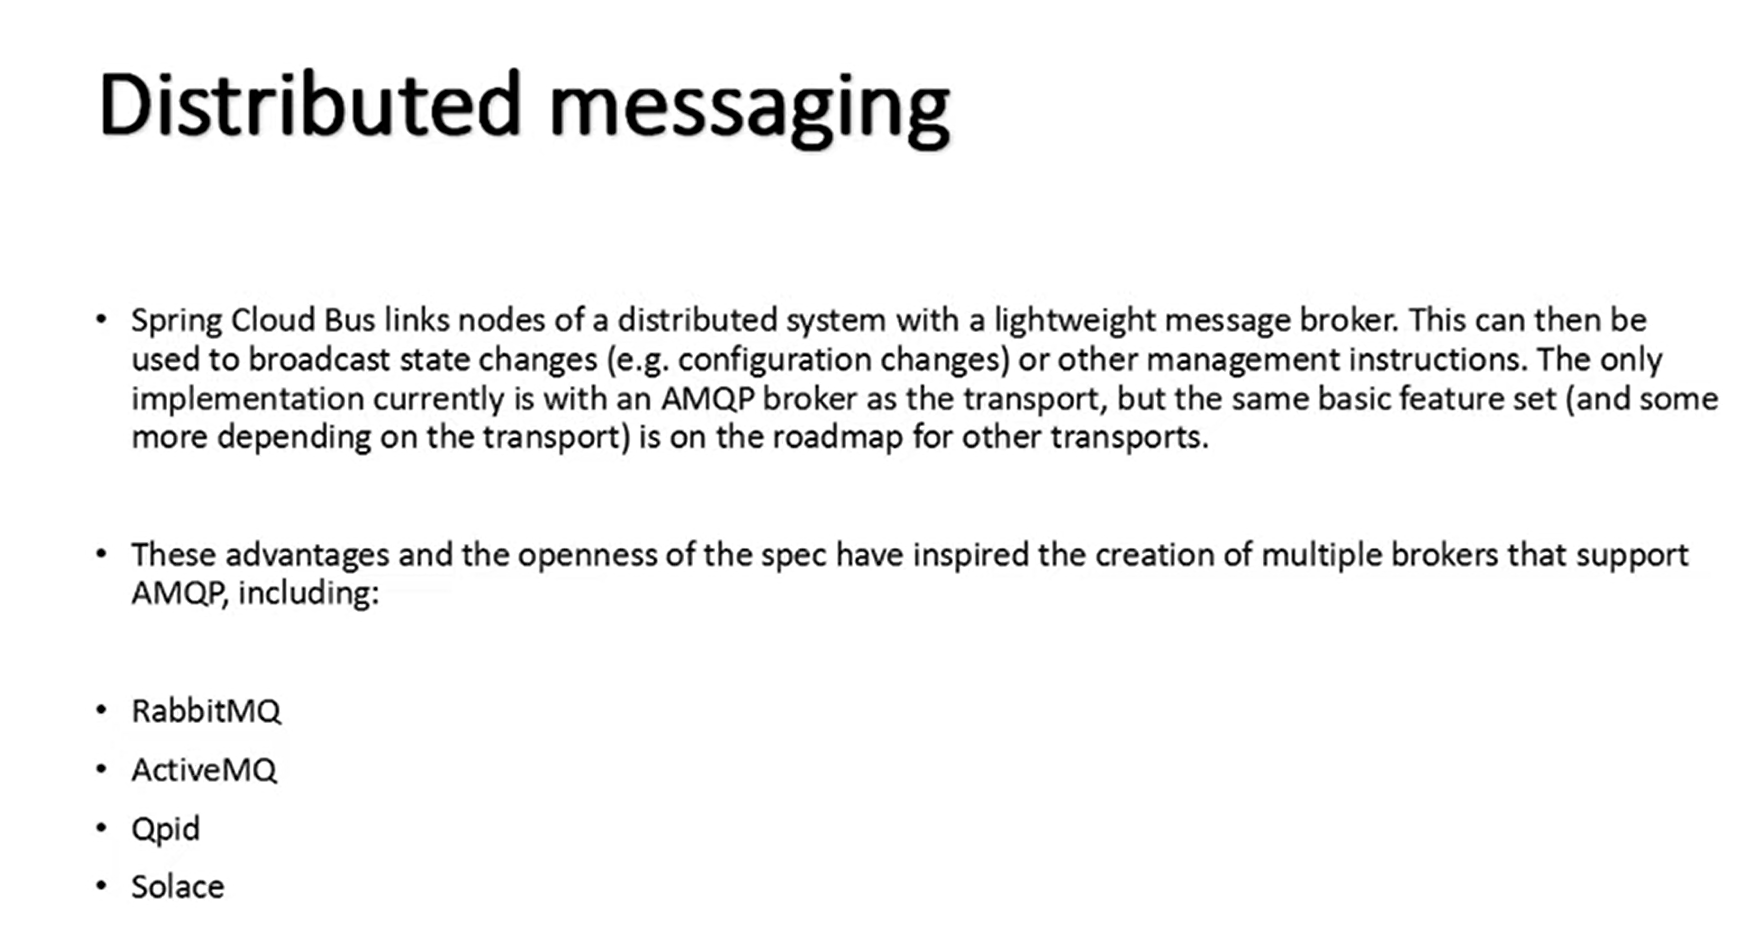 Distributed messaging
• Spring Cloud Bus links nodes of a distributed system with a lightweight message broker. This can then be
used to broadcast state changes (e.g. configuration changes) or other management instructions. The only
implementation currently is with an AMQP broker as the transport, but the same basic feature set (and some
more depending on the transport) is on the roadmap for other transports.
• These advantages and the openness of the spec have inspired the creation of multiple brokers that support
AMQP, including:
• RabbitMQ
• ActiveMQ
• Qpid
• Solace